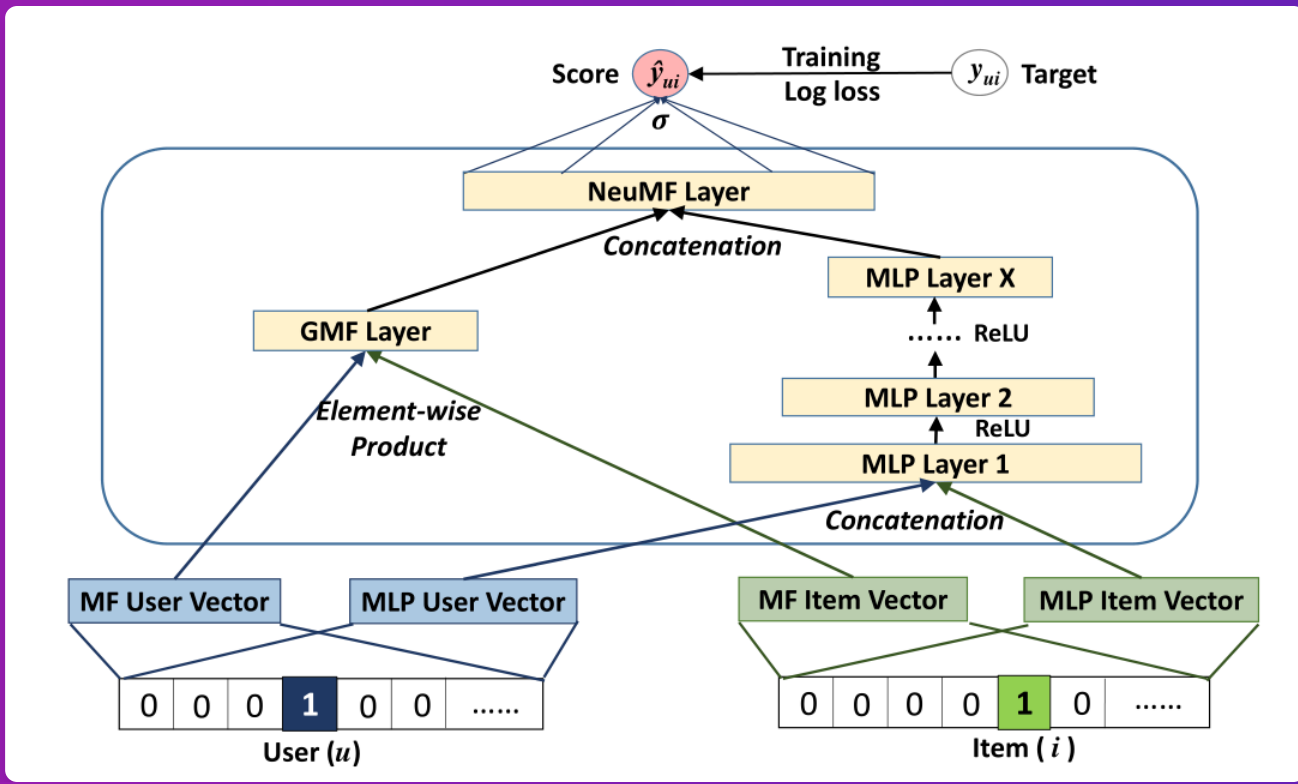 Score ŷui Training yui Target
Log loss
σ
NeuMF Layer
Concatenation
MLP Layer X
GMF Layer
...... ReLU
Element-wise
Product
MLP Layer 2
ReLU
MLP Layer 1
Concatenation
MF User Vector MLP User Vector MF Item Vector MLP Item Vector
0 0 0 1 0 0 ...... 0 0 0 0 1 0 ......
User (u) Item ( i )